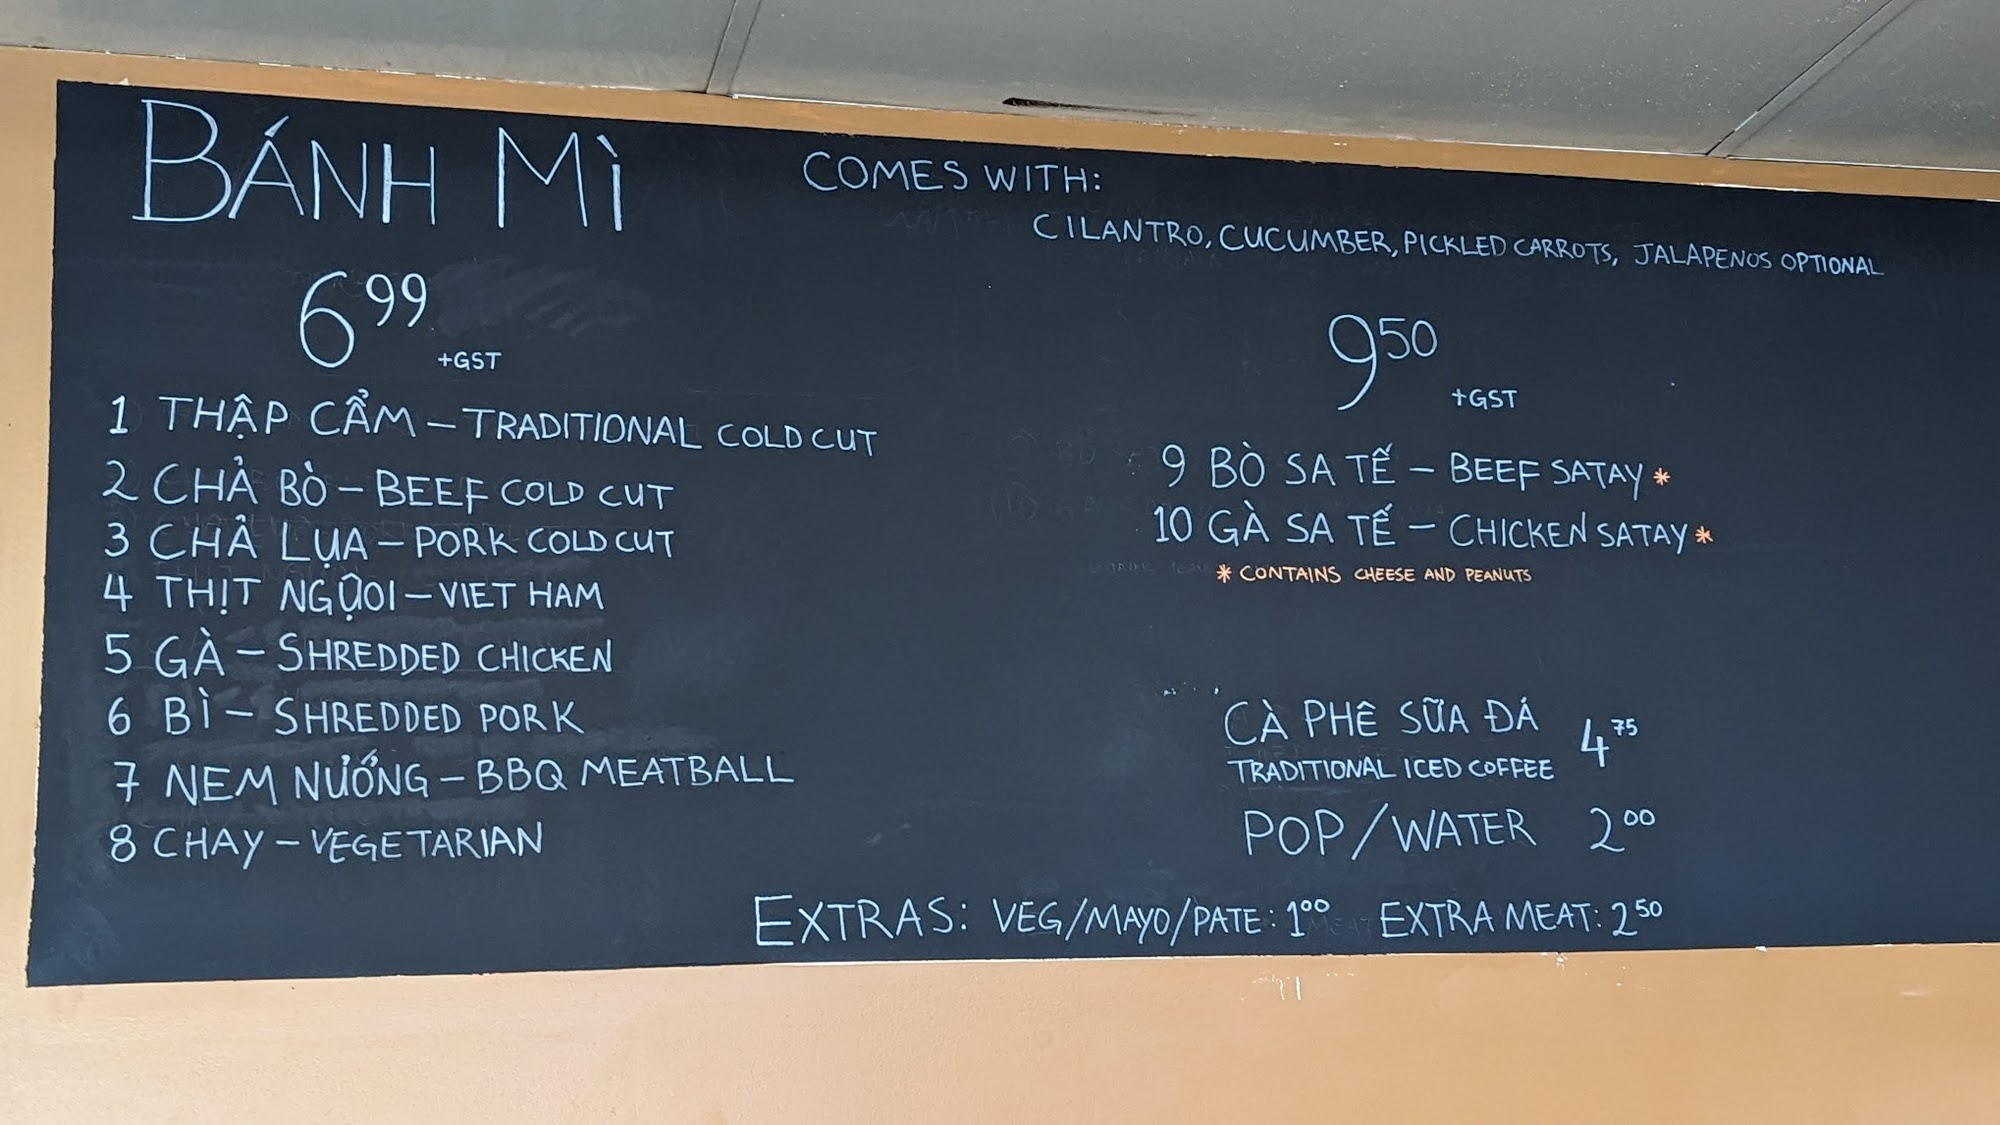 BÁNH MÌ
COMES WITH:
CILANTRO, CUCUMBER, PICKLED CARROTS, JALAPENOS OPTIONAL
6⁹⁹ +GST
1 THẬP CẨM – TRADITIONAL COLD CUT
2 CHẢ BÒ – BEEF COLD CUT
3 CHẢ LỤA – PORK COLD CUT
4 THỊT NGỰOI – VIET HAM
5 GÀ – SHREDDED CHICKEN
6 BÌ – SHREDDED PORK
7 NEM NƯỚNG – BBQ MEATBALL
8 CHAY – VEGETARIAN
9⁵⁰ +GST
9 BÒ SA TẾ – BEEF SATAY *
10 GÀ SA TẾ – CHICKEN SATAY *
* CONTAINS CHEESE AND PEANUTS
CÀ PHÊ SỮA ĐÁ 4⁷⁵
TRADITIONAL ICED COFFEE
POP/WATER 2⁰⁰
EXTRAS: VEG/MAYO/PATE: 1⁰⁰ EXTRA MEAT: 2⁵⁰